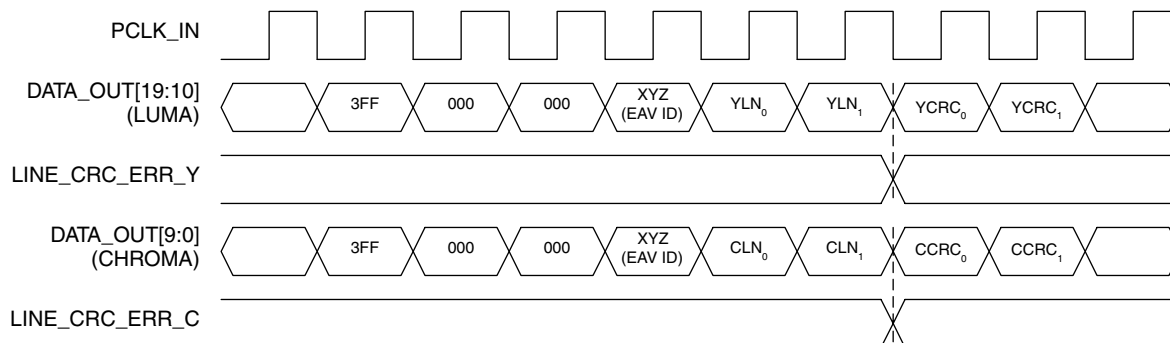 PCLK_IN
DATA_OUT[19:10]
(LUMA)
3FF
000
000
XYZ
(EAV ID)
YLN₀
YLN₁
YCRC₀
YCRC₁
LINE_CRC_ERR_Y
DATA_OUT[9:0]
(CHROMA)
3FF
000
000
XYZ
(EAV ID)
CLN₀
CLN₁
CCRC₀
CCRC₁
LINE_CRC_ERR_C